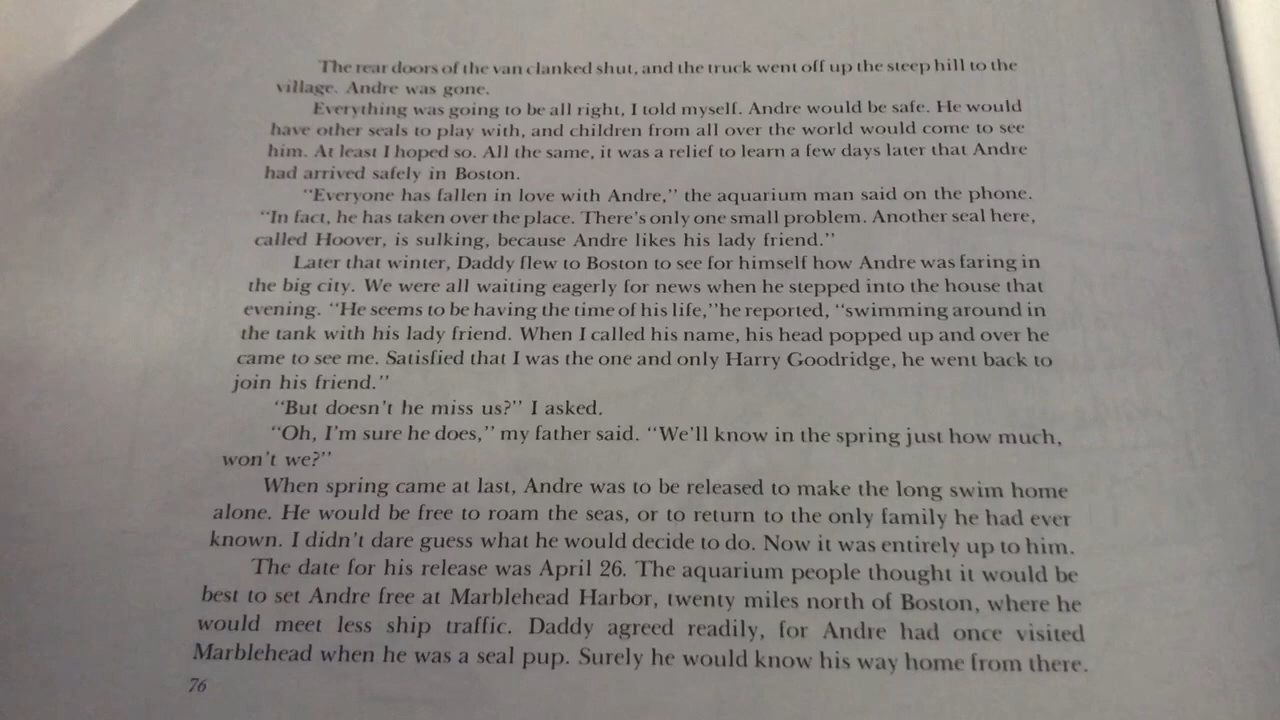 The rear doors of the van clanked shut, and the truck went off up the steep hill to the
village. Andre was gone.
Everything was going to be all right, I told myself. Andre would be safe. He would
have other seals to play with, and children from all over the world would come to see
him. At least I hoped so. All the same, it was a relief to learn a few days later that Andre
had arrived safely in Boston.
"Everyone has fallen in love with Andre," the aquarium man said on the phone.
"In fact, he has taken over the place. There's only one small problem. Another seal here,
called Hoover, is sulking, because Andre likes his lady friend."
Later that winter, Daddy flew to Boston to see for himself how Andre was faring in
the big city. We were all waiting eagerly for news when he stepped into the house that
evening. "He seems to be having the time of his life,"he reported, "swimming around in
the tank with his lady friend. When I called his name, his head popped up and over he
came to see me. Satisfied that I was the one and only Harry Goodridge, he went back to
join his friend."
"But doesn't he miss us?" I asked.
"Oh, I'm sure he does," my father said. "We'll know in the spring just how much,
won't we?"
When spring came at last, Andre was to be released to make the long swim home
alone. He would be free to roam the seas, or to return to the only family he had ever
known. I didn't dare guess what he would decide to do. Now it was entirely up to him.
The date for his release was April 26. The aquarium people thought it would be
best to set Andre free at Marblehead Harbor, twenty miles north of Boston, where he
would meet less ship traffic. Daddy agreed readily, for Andre had once visited
Marblehead when he was a seal pup. Surely he would know his way home from there.
76